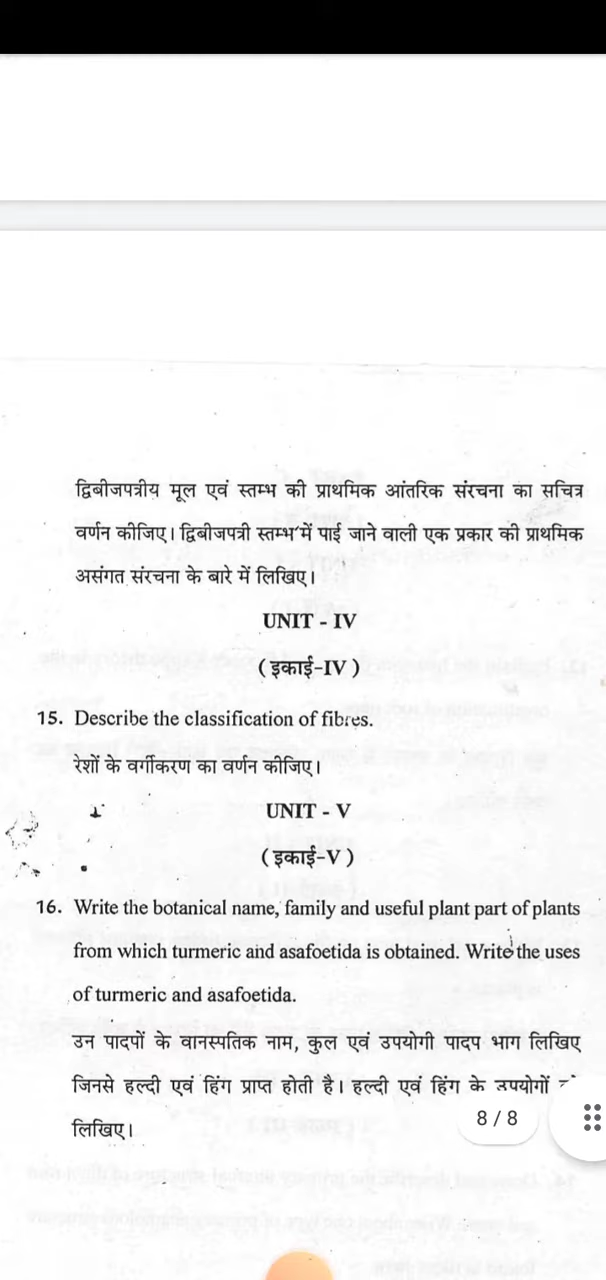 द्विबीजपत्रीय मूल एवं स्तम्भ की प्राथमिक आंतरिक संरचना का सचित्र
वर्णन कीजिए। द्विबीजपत्री स्तम्भ में पाई जाने वाली एक प्रकार की प्राथमिक
असंगत संरचना के बारे में लिखिए।
UNIT - IV
(इकाई-IV)
15. Describe the classification of fibres.
रेशों के वर्गीकरण का वर्णन कीजिए।
UNIT - V
(इकाई-V)
16. Write the botanical name, family and useful plant part of plants
from which turmeric and asafoetida is obtained. Write the uses
of turmeric and asafoetida.
उन पादपों के वानस्पतिक नाम, कुल एवं उपयोगी पादप भाग लिखिए
जिनसे हल्दी एवं हिंग प्राप्त होती है। हल्दी एवं हिंग के उपयोगों
लिखिए।
8 / 8